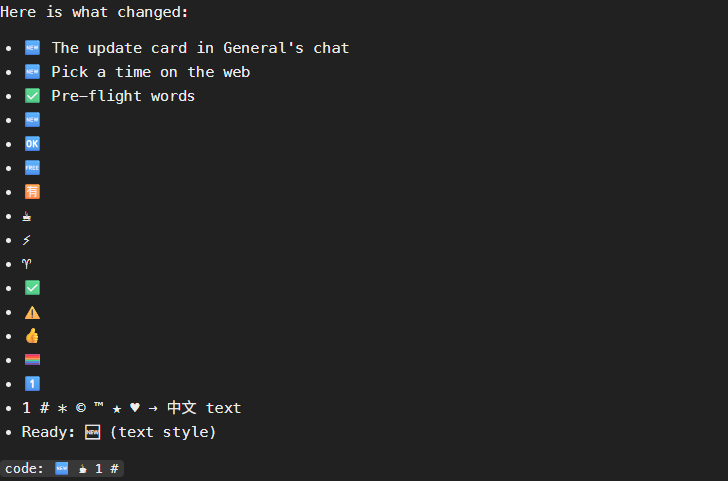 Here is what changed:
• 🆕 The update card in General's chat
• 🆕 Pick a time on the web
• ✅ Pre—flight words
• 🆕
• 🆗
• 🆓
• 🈶
• ☕︎
• ⚡︎
• ♈︎
• ✅
• ⚠️
• 👍
• 🏳️‍🌈
• 1️⃣
• 1 # * © ™ ★ ♥ → 中文 text
• Ready: 🆕︎ (text style)
code: 🆕 ☕︎ 1 #